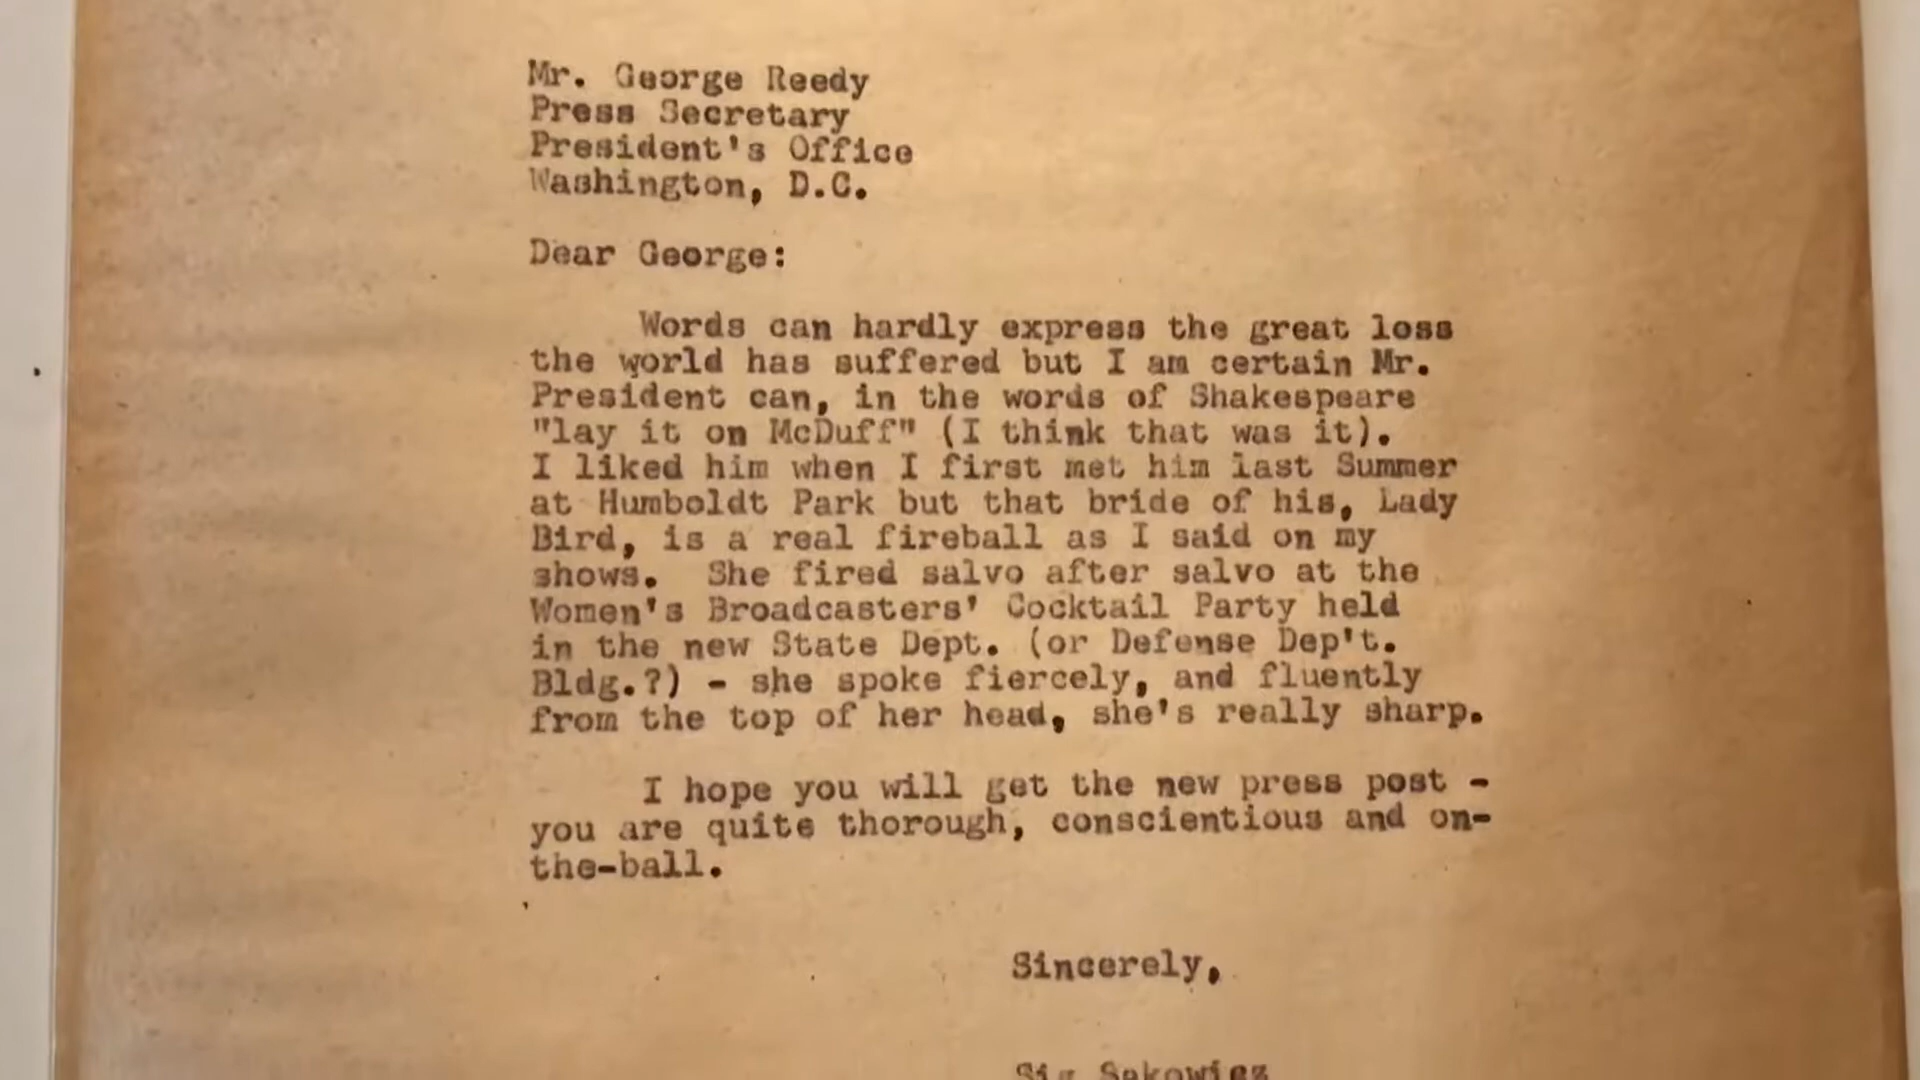 Mr. George Reedy
Press Secretary
President's Office
Washington, D.C.
Dear George:
Words can hardly express the great loss
the world has suffered but I am certain Mr.
President can, in the words of Shakespeare
"lay it on McDuff" (I think that was it).
I liked him when I first met him last Summer
at Humboldt Park but that bride of his, Lady
Bird, is a real fireball as I said on my
shows. She fired salvo after salvo at the
Women's Broadcasters' Cocktail Party held
in the new State Dept. (or Defense Dep't.
Bldg.?) - she spoke fiercely, and fluently
from the top of her head, she's really sharp.
I hope you will get the new press post -
you are quite thorough, conscientious and on-
the-ball.
Sincerely,
Sig Sakowicz